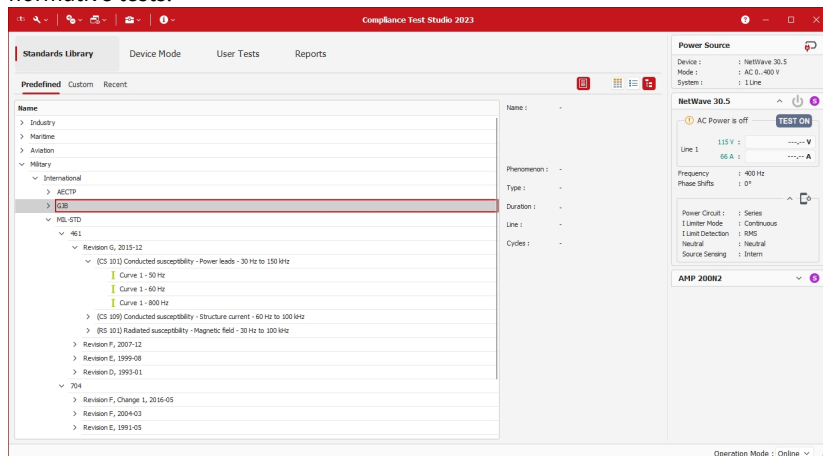 normative tests.
Compliance Test Studio 2023
Standards Library
Device Mode
User Tests
Reports
Predefined
Custom
Recent
Name
Industry
Maritime
Aviation
Military
International
AECTP
GJB
MIL-STD
461
Revision G, 2015-12
(CS 101) Conducted susceptibility - Power leads - 30 Hz to 150 kHz
Curve 1 - 50 Hz
Curve 1 - 60 Hz
Curve 1 - 800 Hz
(CS 109) Conducted susceptibility - Structure current - 60 Hz to 100 kHz
(RS 101) Radiated susceptibility - Magnetic field - 30 Hz to 100 kHz
Revision F, 2007-12
Revision E, 1999-08
Revision D, 1993-01
704
Revision F, Change 1, 2016-05
Revision F, 2004-03
Revision E, 1991-05
Name : -
Phenomenon : -
Type : -
Duration : -
Line : -
Cycles : -
Power Source
Device : : NetWave 30.5
Mode : : AC 0..400 V
System : : 1 Line
NetWave 30.5
S
AC Power is off
TEST ON
Line 1
115 V : ---.-- V
66 A : ---.-- A
Frequency : 400 Hz
Phase Shifts : 0°
Power Circuit : : Series
I Limiter Mode : Continuous
I Limit Detection : RMS
Neutral : Neutral
Source Sensing : Intern
AMP 200N2
S
Operation Mode : Online